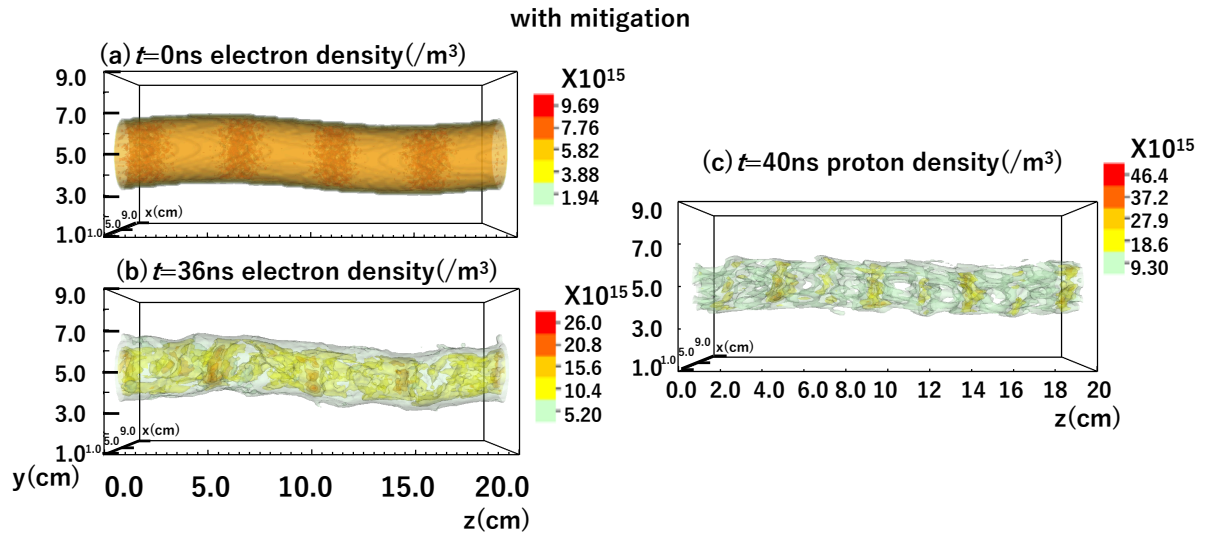 with mitigation
(a) t=0ns electron density(/m³)
9.0
7.0
5.0
3.0
1.0
1.0 5.0 9.0 x(cm)
X10¹⁵
9.69
7.76
5.82
3.88
1.94
(b) t=36ns electron density(/m³)
9.0
7.0
5.0
3.0
1.0
1.0 5.0 9.0 x(cm)
y(cm)
0.0 5.0 10.0 15.0 20.0
z(cm)
X10¹⁵
26.0
20.8
15.6
10.4
5.20
(c) t=40ns proton density(/m³)
9.0
7.0
5.0
3.0
1.0
1.0 5.0 9.0 x(cm)
0.0 2.0 4.0 6.0 8.0 10 12 14 16 18 20
z(cm)
X10¹⁵
46.4
37.2
27.9
18.6
9.30